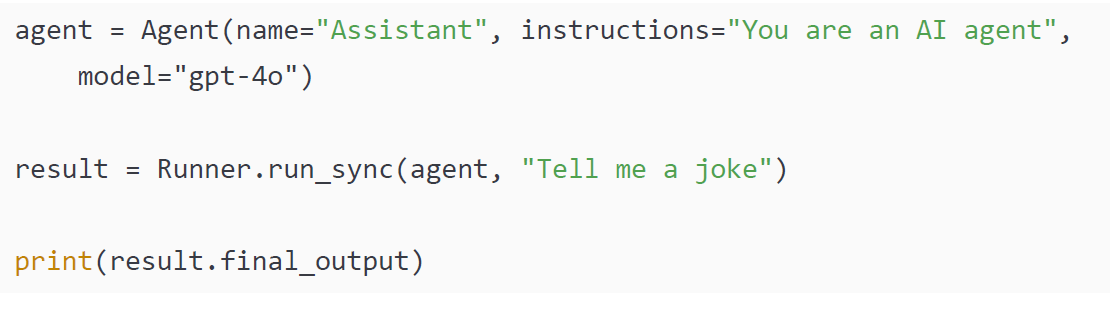 agent = Agent(name="Assistant", instructions="You are an AI agent",
    model="gpt-4o")
result = Runner.run_sync(agent, "Tell me a joke")
print(result.final_output)